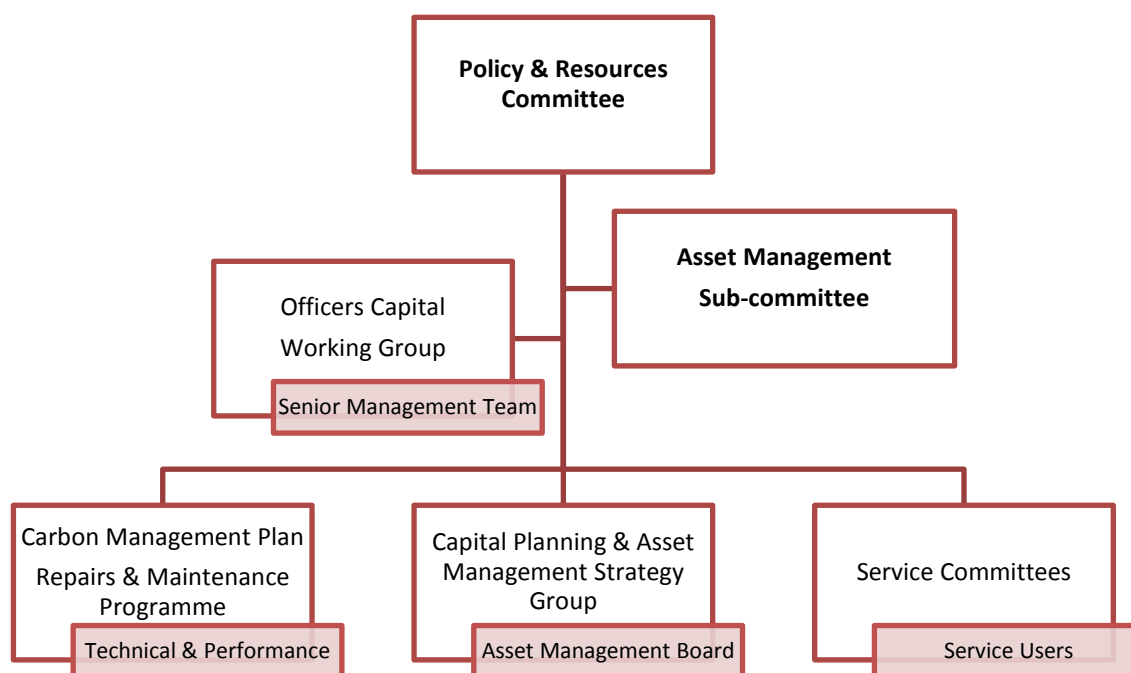 Policy & Resources
Committee
Asset Management
Sub-committee
Officers Capital
Working Group
Senior Management Team
Carbon Management Plan
Repairs & Maintenance
Programme
Technical & Performance
Capital Planning & Asset
Management Strategy
Group
Asset Management Board
Service Committees
Service Users